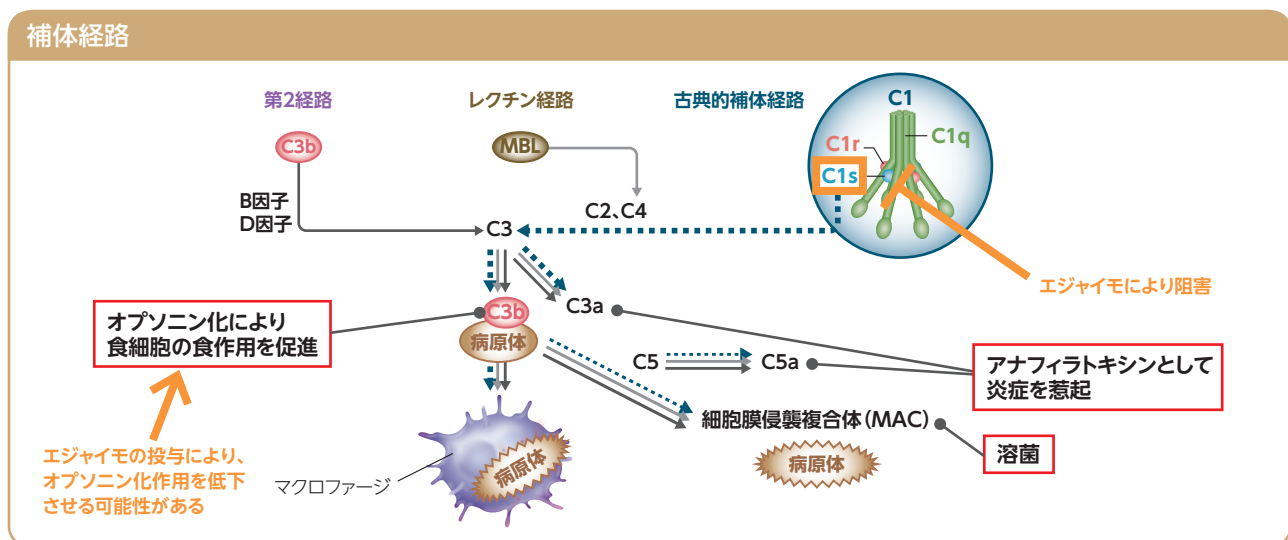 補体経路
第2経路
レクチン経路
古典的補体経路
C3b
MBL
C1
C1q
C1r
C1s
B因子
D因子
C2、C4
C3
エジャイモにより阻害
オプソニン化により
食細胞の食作用を促進
C3b
病原体
C3a
C5
C5a
アナフィラトキシンとして
炎症を惹起
細胞膜侵襲複合体(MAC)
溶菌
病原体
エジャイモの投与により、
オプソニン化作用を低下
させる可能性がある
マクロファージ
病原体